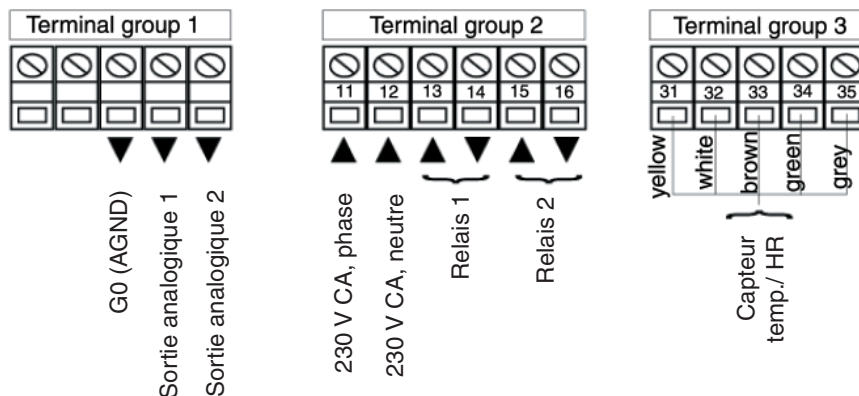 Terminal group 1
G0 (AGND)
Sortie analogique 1
Sortie analogique 2
Terminal group 2
11 12 13 14 15 16
230 V CA, phase
230 V CA, neutre
Relais 1
Relais 2
Terminal group 3
31 32 33 34 35
yellow
white
brown
green
grey
Capteur
temp./ HR